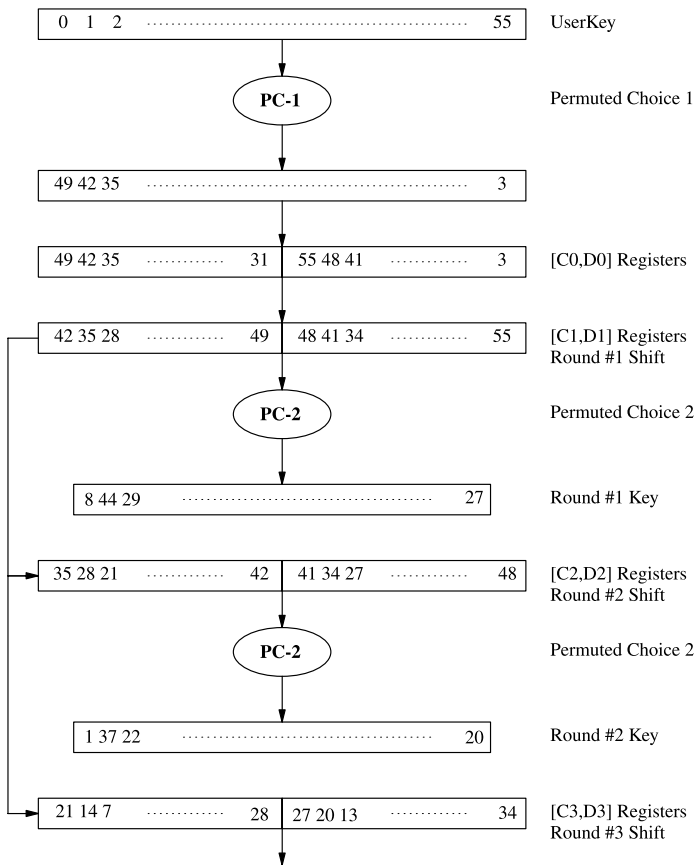 0 1 2 ........ 55 UserKey
PC-1 Permuted Choice 1
49 42 35 ........ 3
49 42 35 ........ 31 55 48 41 ........ 3 [C0,D0] Registers
42 35 28 ........ 49 48 41 34 ........ 55 [C1,D1] Registers
Round #1 Shift
PC-2 Permuted Choice 2
8 44 29 ........ 27 Round #1 Key
35 28 21 ........ 42 41 34 27 ........ 48 [C2,D2] Registers
Round #2 Shift
PC-2 Permuted Choice 2
1 37 22 ........ 20 Round #2 Key
21 14 7 ........ 28 27 20 13 ........ 34 [C3,D3] Registers
Round #3 Shift